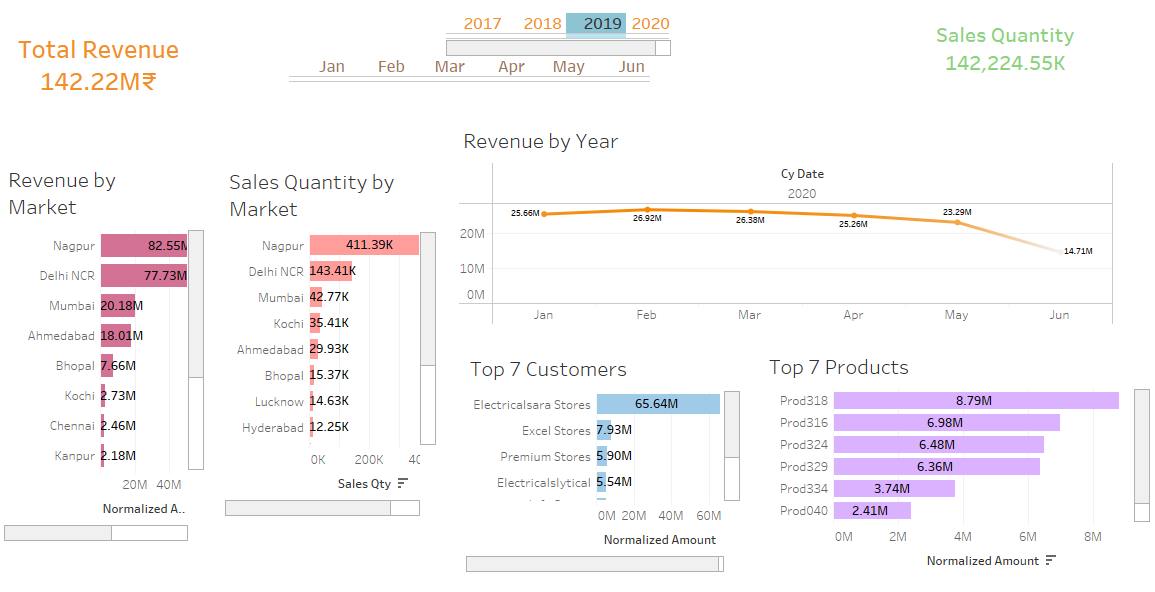 Total Revenue
142.22M₹
2017 2018 2019 2020
Jan Feb Mar Apr May Jun
Sales Quantity
142,224.55K
Revenue by
Market
Nagpur 82.55M
Delhi NCR 77.73M
Mumbai 20.18M
Ahmedabad 18.01M
Bhopal 7.66M
Kochi 2.73M
Chennai 2.46M
Kanpur 2.18M
20M 40M
Normalized A..
Sales Quantity by
Market
Nagpur 411.39K
Delhi NCR 143.41K
Mumbai 42.77K
Kochi 35.41K
Ahmedabad 29.93K
Bhopal 15.37K
Lucknow 14.63K
Hyderabad 12.25K
0K 200K 40
Sales Qty
Revenue by Year
Cy Date
2020
20M
10M
0M
25.66M 26.92M 26.38M 25.26M 23.29M 14.71M
Jan Feb Mar Apr May Jun
Top 7 Customers
Electricalsara Stores 65.64M
Excel Stores 7.93M
Premium Stores 5.90M
Electricalslytical 5.54M
0M 20M 40M 60M
Normalized Amount
Top 7 Products
Prod318 8.79M
Prod316 6.98M
Prod324 6.48M
Prod329 6.36M
Prod334 3.74M
Prod040 2.41M
0M 2M 4M 6M 8M
Normalized Amount